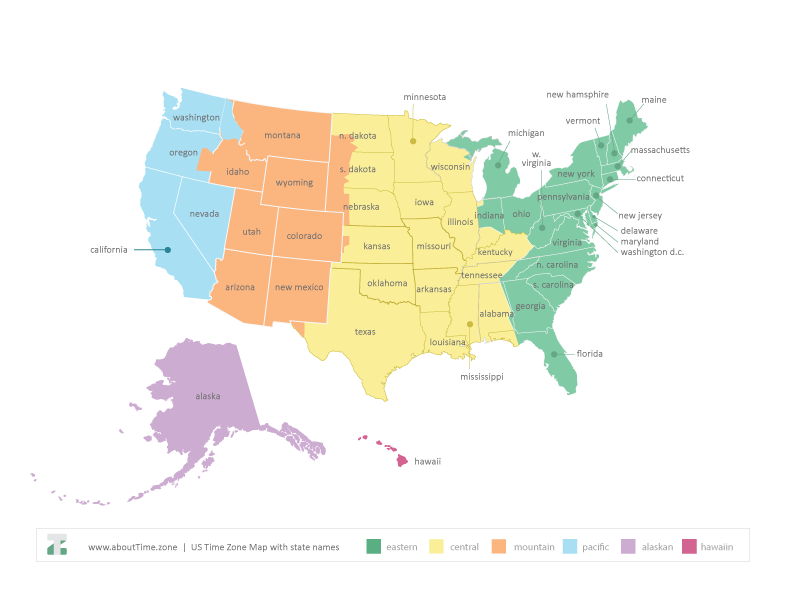 minnesota
new hamsphire
maine
washington
vermont
montana
n. dakota
michigan
oregon
massachusetts
w.
virginia
wisconsin
idaho
s. dakota
new york
connecticut
wyoming
pennsylvania
nevada
nebraska
iowa
illinois
indiana
ohio
new jersey
utah
colorado
delaware
california
kansas
missouri
kentucky
virginia
maryland
washington d.c.
n. carolina
tennessee
arizona
new mexico
oklahoma
arkansas
s. carolina
georgia
alabama
texas
louisiana
florida
mississippi
alaska
hawaii
www.aboutTime.zone | US Time Zone Map with state names
eastern central mountain pacific alaskan hawaiin